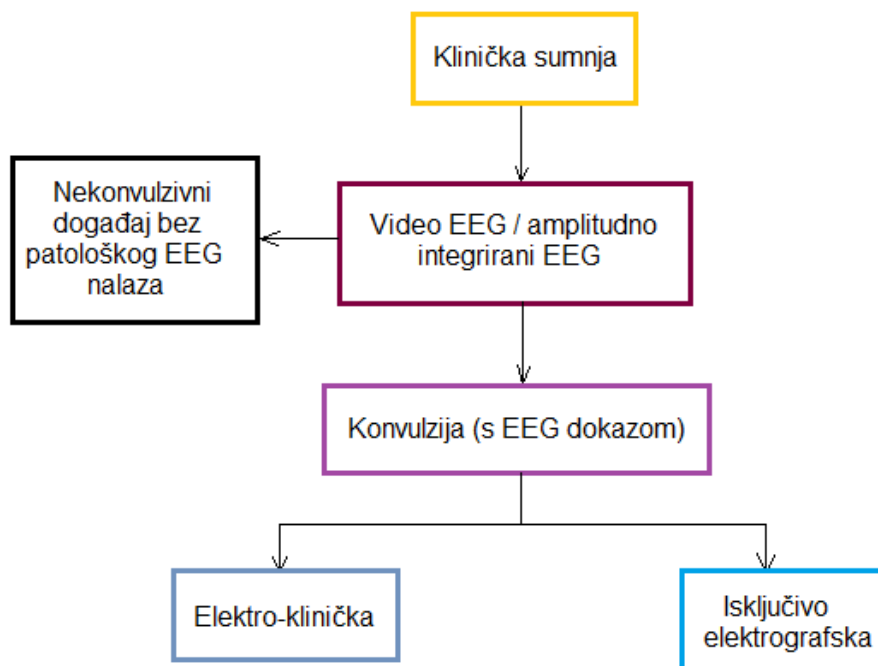 Klinička sumnja
Nekonvulzivni
događaj bez
patološkog EEG
nalaza
Video EEG / amplitudno
integrirani EEG
Konvulzija (s EEG dokazom)
Elektro-klinička
Isključivo
elektrografska